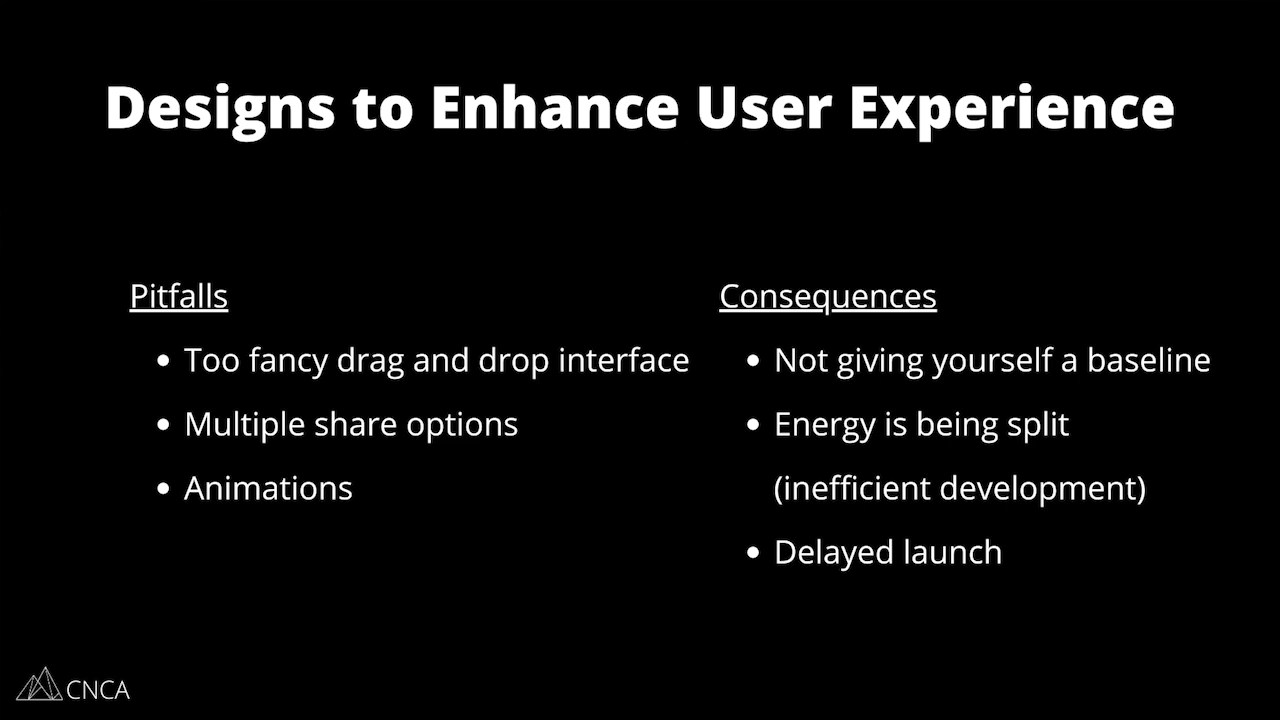 Designs to Enhance User Experience
Pitfalls
• Too fancy drag and drop interface
• Multiple share options
• Animations
Consequences
• Not giving yourself a baseline
• Energy is being split
(inefficient development)
• Delayed launch
CNCA